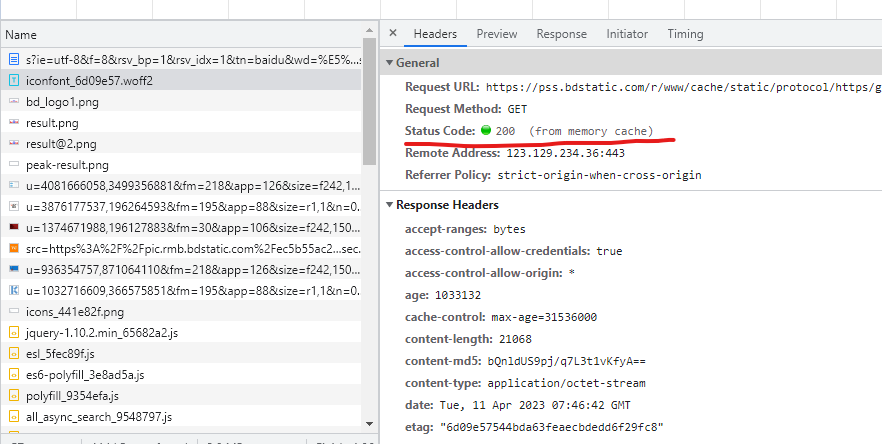 Name
s?ie=utf-8&f=8&rsv_bp=1&rsv_idx=1&tn=baidu&wd=%E5%...s
iconfont_6d09e57.woff2
bd_logo1.png
result.png
result@2.png
peak-result.png
u=4081666058,3499356881&fm=218&app=126&size=f242,1...
u=3876177537,196264593&fm=195&app=88&size=r1,1&n=0.
u=1374671988,196127883&fm=30&app=106&size=f242,150...
src=https%3A%2F%2Fpic.rmb.bdstatic.com%2Fec5b55ac2...sec.
u=936354757,871064110&fm=218&app=126&size=f242,150...
u=1032716609,366575851&fm=195&app=88&size=r1,1&n=0.
icons_441e82f.png
jquery-1.10.2.min_65682a2.js
esl_5fec89f.js
es6-polyfill_3e8ad5a.js
polyfill_9354efa.js
all_async_search_9548797.js
× Headers Preview Response Initiator Timing
General
Request URL: https://pss.bdstatic.com/r/www/cache/static/protocol/https/g
Request Method: GET
Status Code: 200 (from memory cache)
Remote Address: 123.129.234.36:443
Referrer Policy: strict-origin-when-cross-origin
Response Headers
accept-ranges: bytes
access-control-allow-credentials: true
access-control-allow-origin: *
age: 1033132
cache-control: max-age=31536000
content-length: 21068
content-md5: bQnldUS9pj/q7L3t1vKfyA==
content-type: application/octet-stream
date: Tue, 11 Apr 2023 07:46:42 GMT
etag: "6d09e57544bda63feaecbdedd6f29fc8"